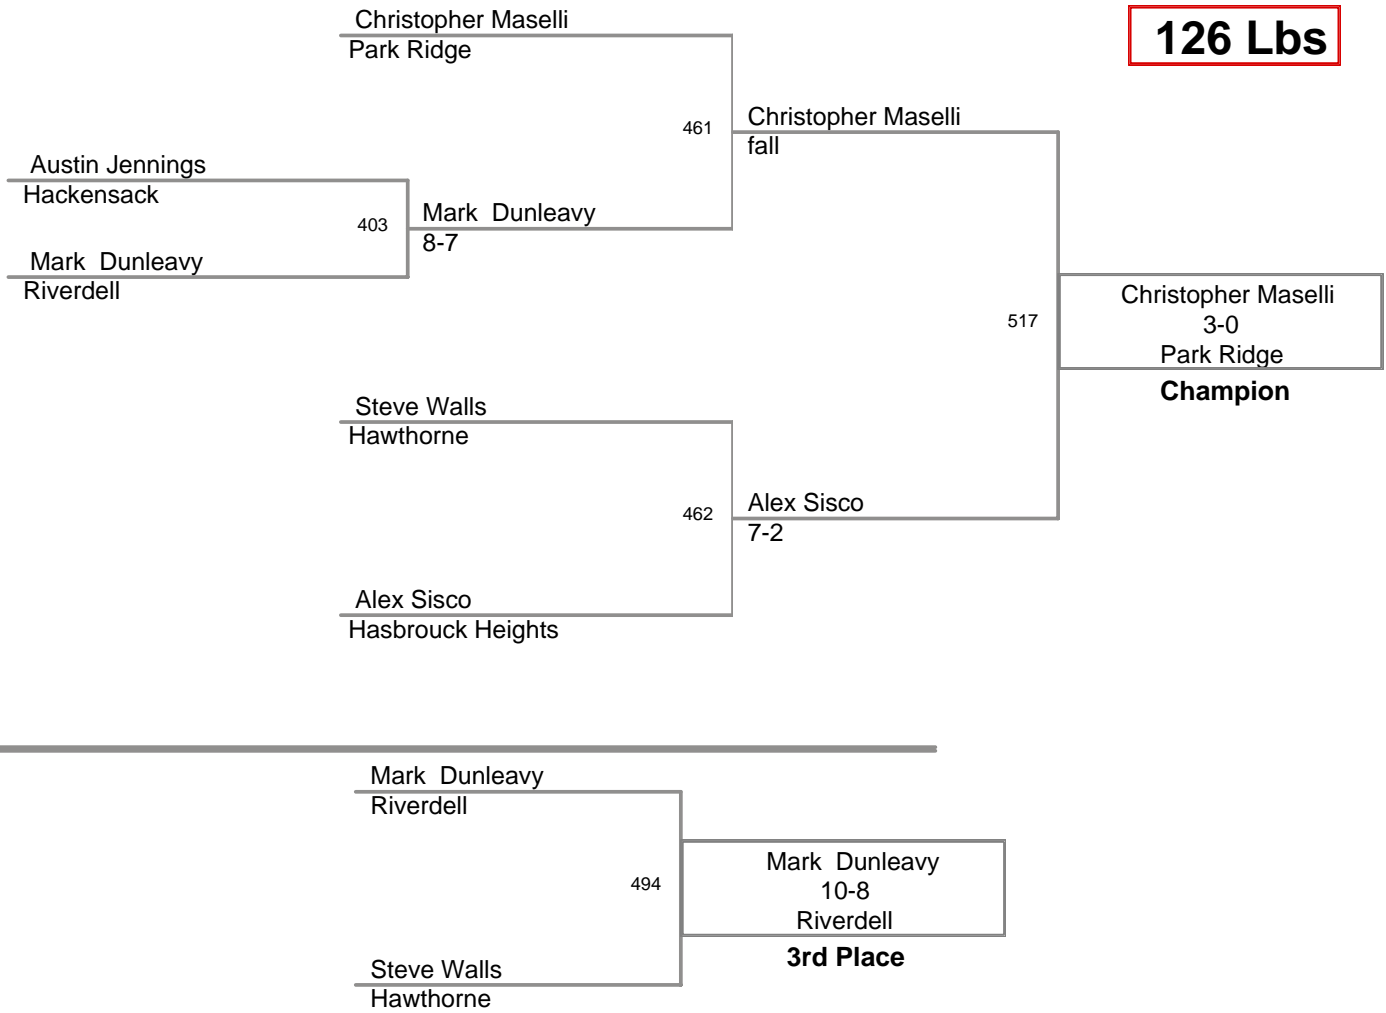 Christopher Maselli
Park Ridge
126 Lbs
461
Christopher Maselli
fall
Austin Jennings
Hackensack
403
Mark  Dunleavy
8-7
Mark  Dunleavy
Riverdell
517
Christopher Maselli
3-0
Park Ridge
Champion
Steve Walls
Hawthorne
462
Alex Sisco
7-2
Alex Sisco
Hasbrouck Heights
Mark  Dunleavy
Riverdell
494
Mark  Dunleavy
10-8
Riverdell
3rd Place
Steve Walls
Hawthorne